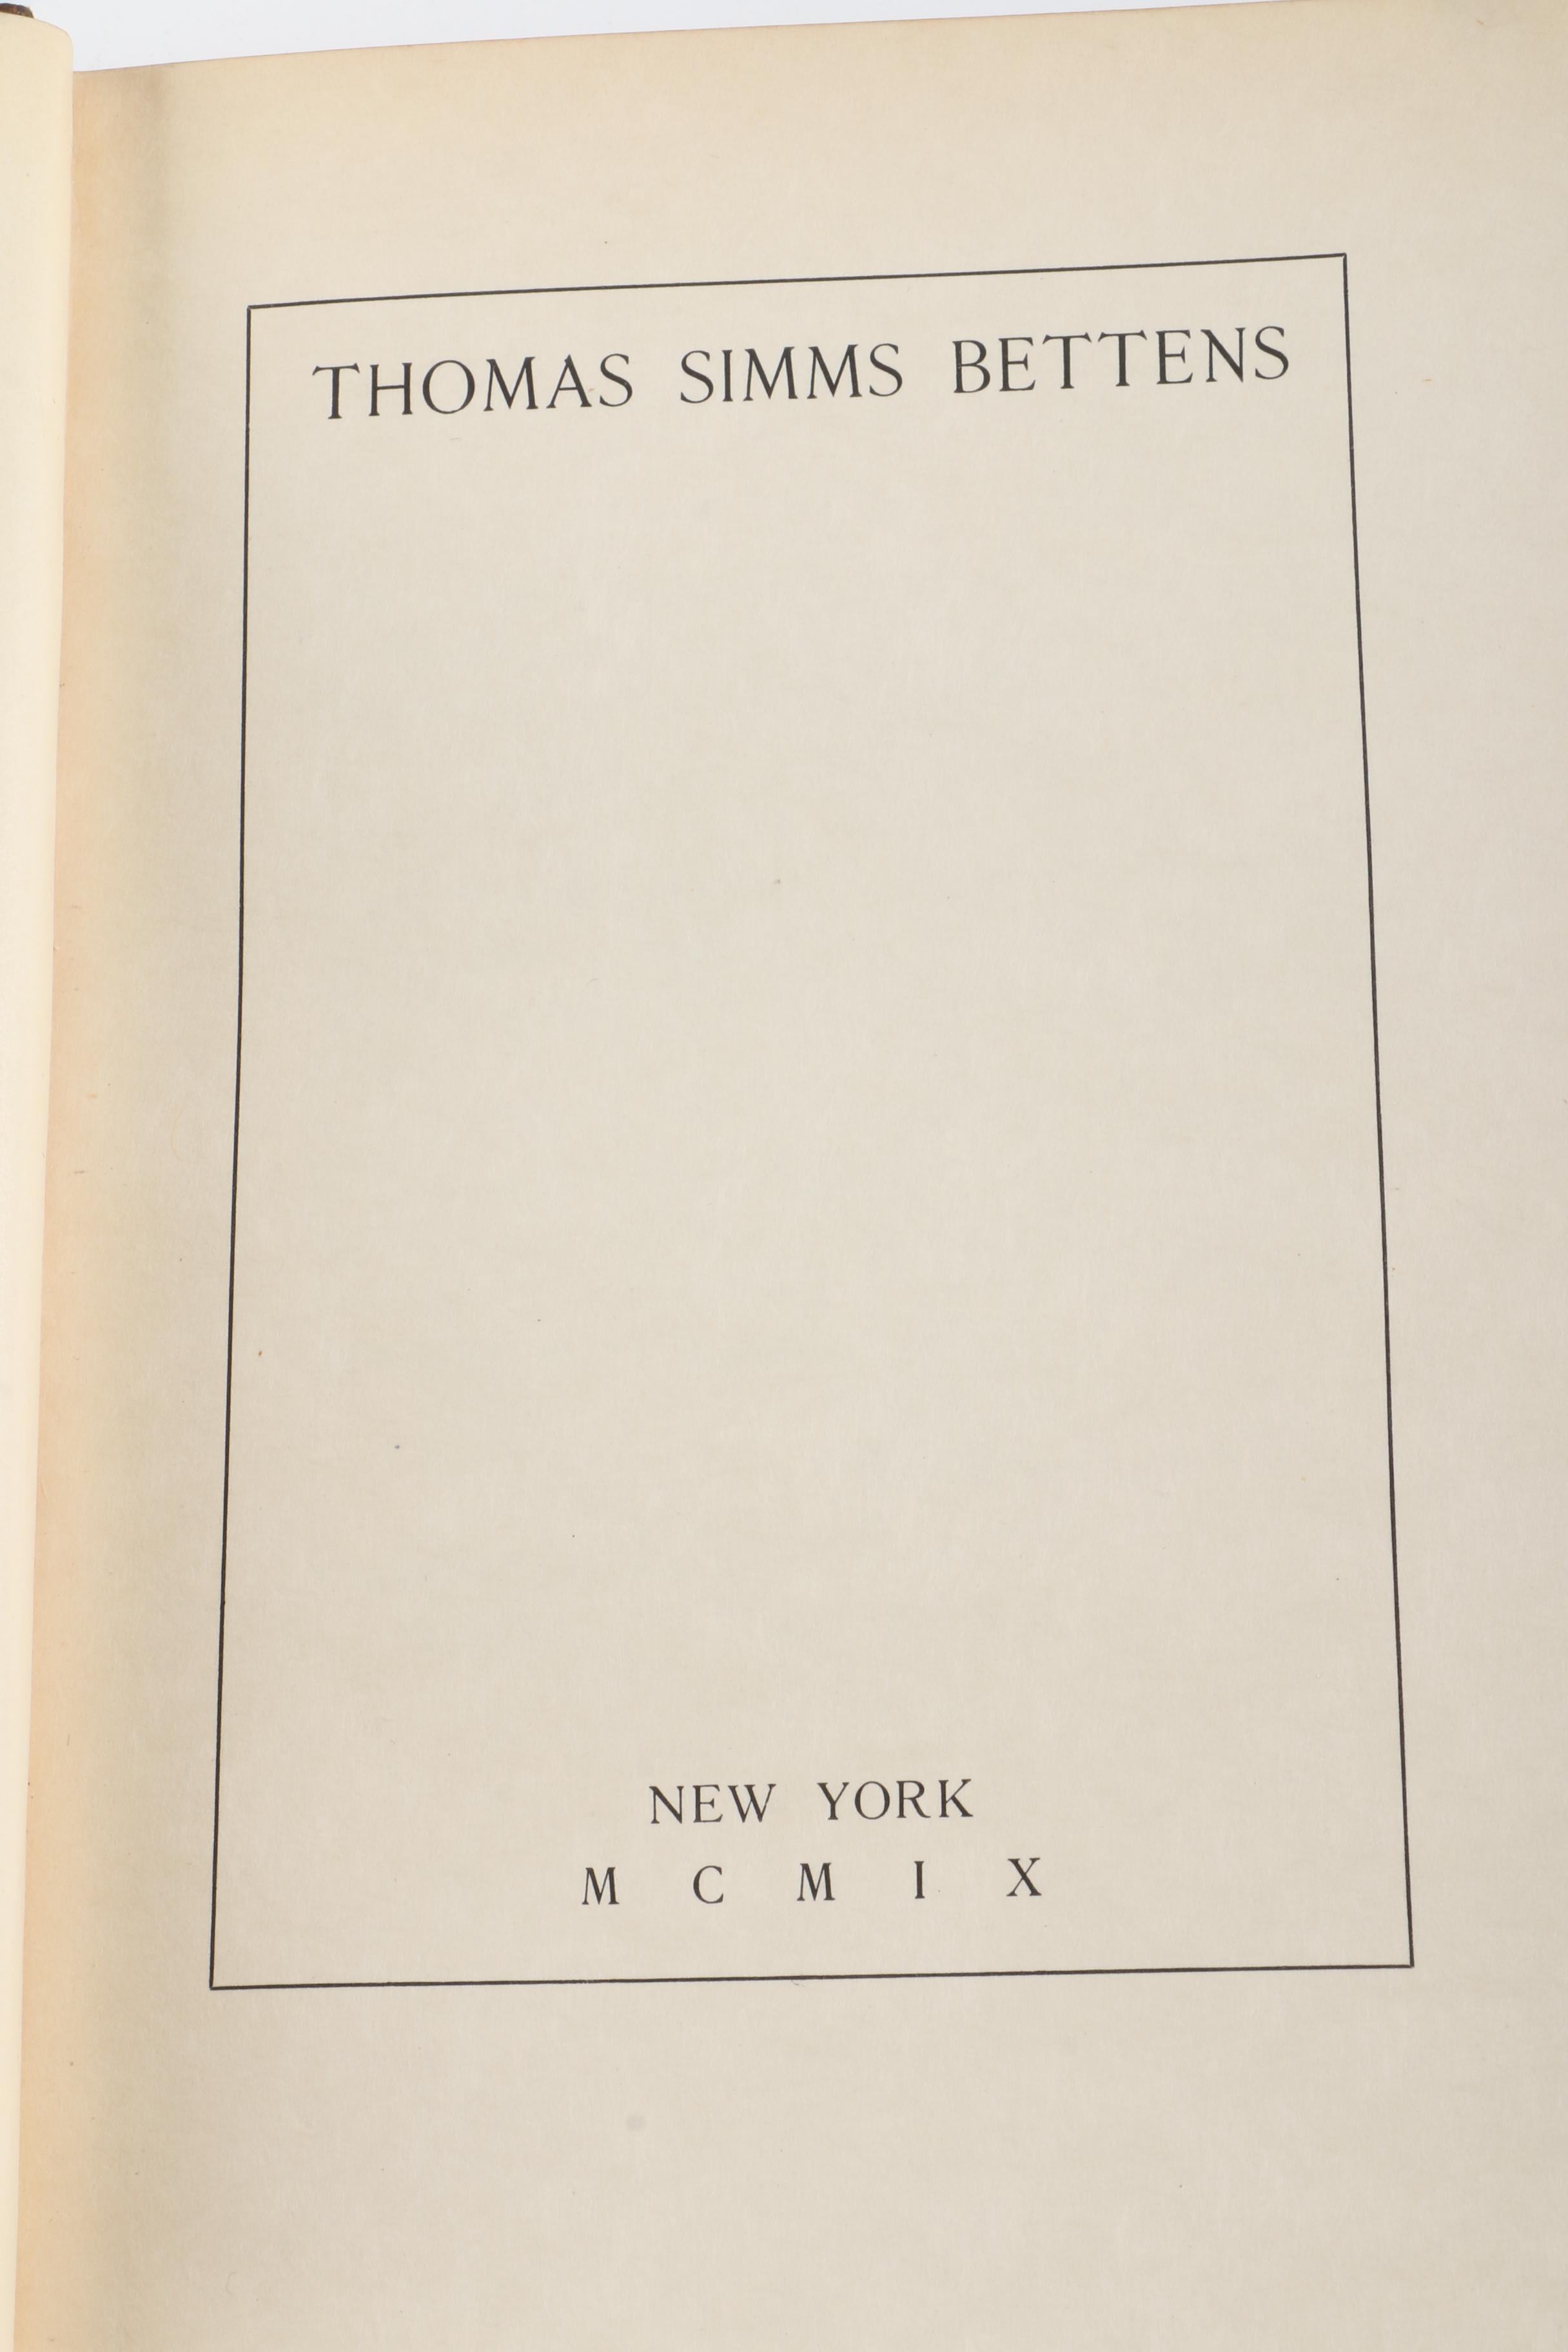 THOMAS SIMMS BETTENS
NEW YORK
M C M I X